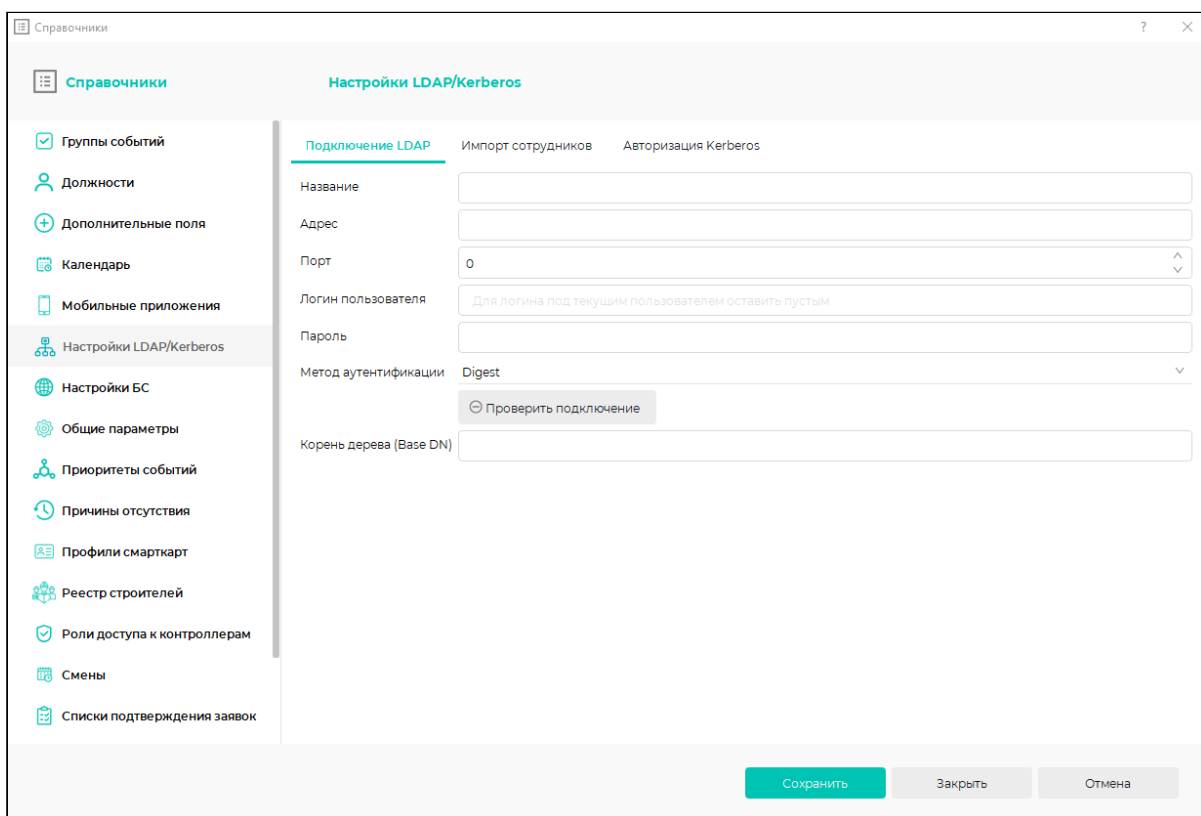 Справочники
?
Справочники
Настройки LDAP/Kerberos
Группы событий
Должности
Дополнительные поля
Календарь
Мобильные приложения
Настройки LDAP/Kerberos
Настройки БС
Общие параметры
Приоритеты событий
Причины отсутствия
Профили смарткарт
Реестр строителей
Роли доступа к контроллерам
Смены
Списки подтверждения заявок
Подключение LDAP
Импорт сотрудников
Авторизация Kerberos
Название
Адрес
Порт
0
Логин пользователя
Для логина под текущим пользователем оставить пустым
Пароль
Метод аутентификации
Digest
Проверить подключение
Корень дерева (Base DN)
Сохранить
Закрыть
Отмена